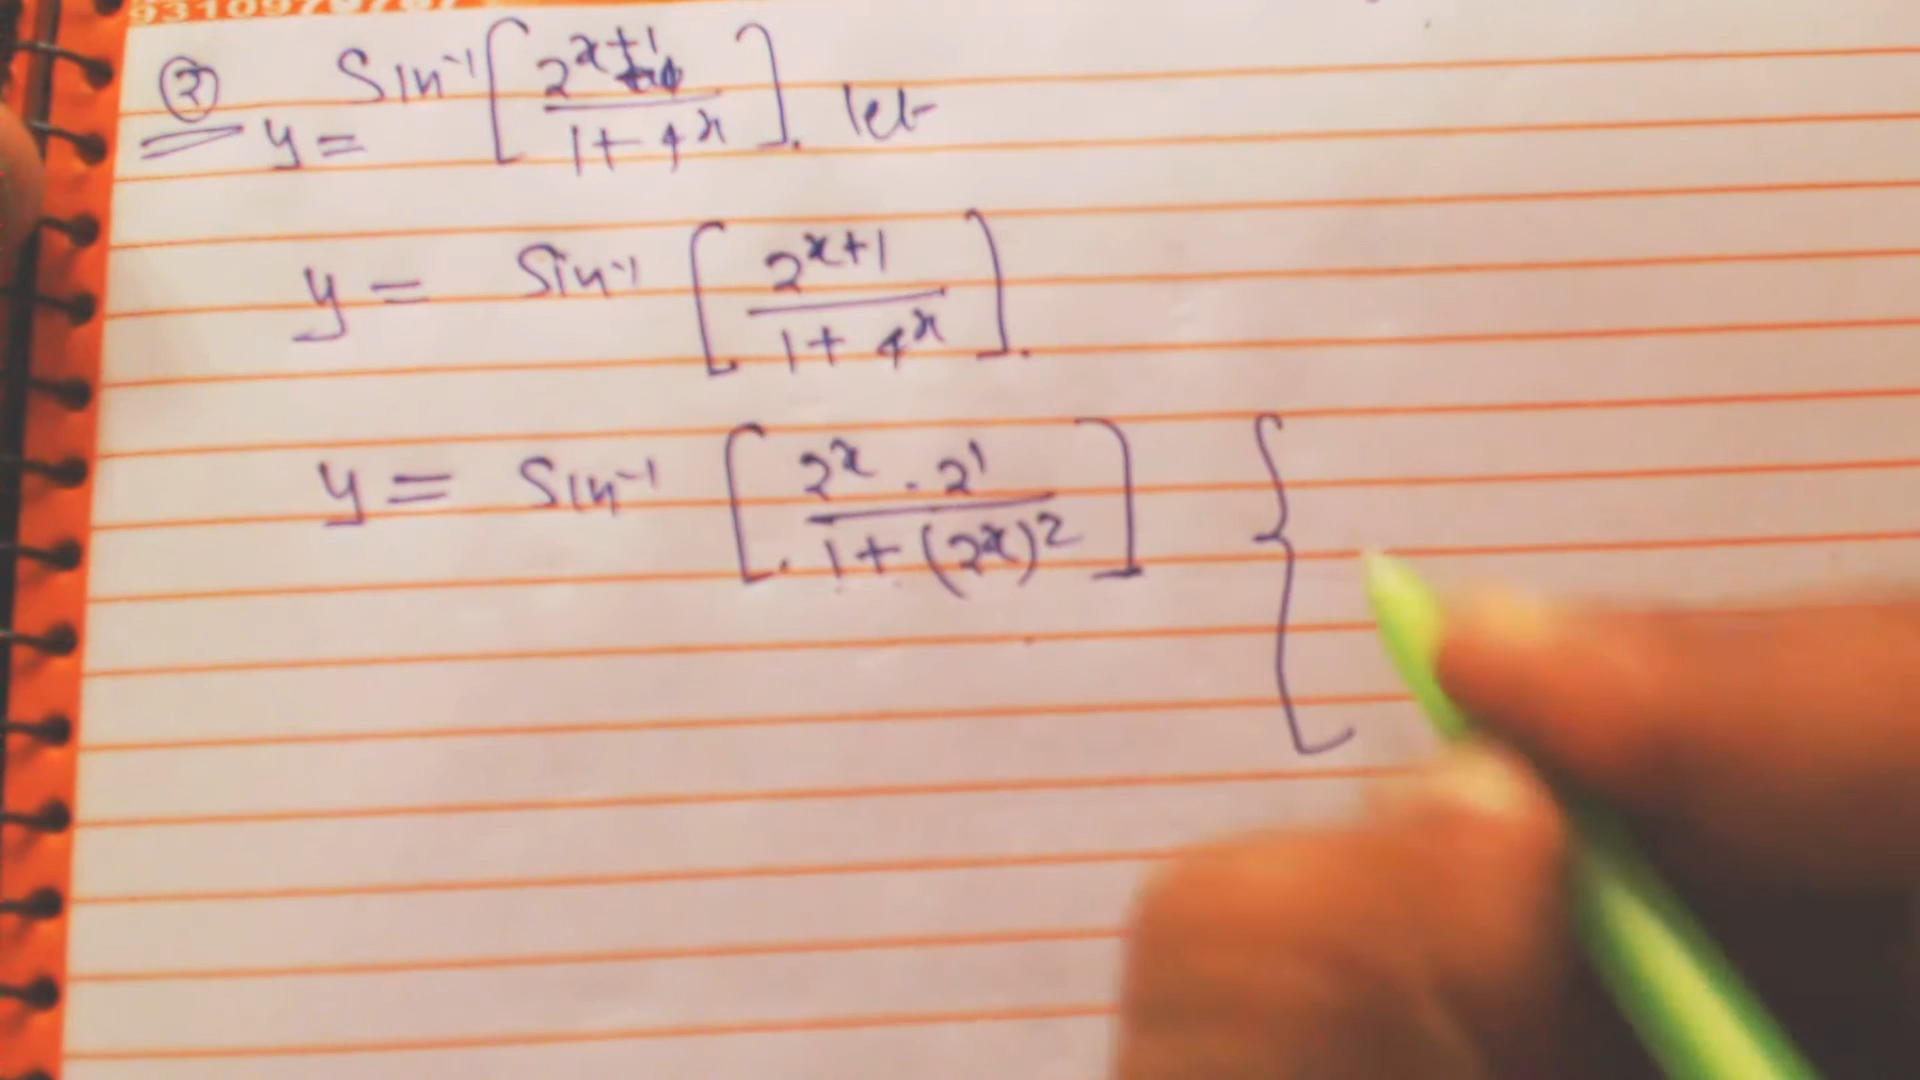 ② y = Sin⁻¹ [ 2^(x+1) / 1 + 4^x ]. let
y = Sin⁻¹ [ 2^(x+1) / 1 + 4^x ].
y = Sin⁻¹ [ 2^x . 2^1 / 1 + (2^x)^2 ] {